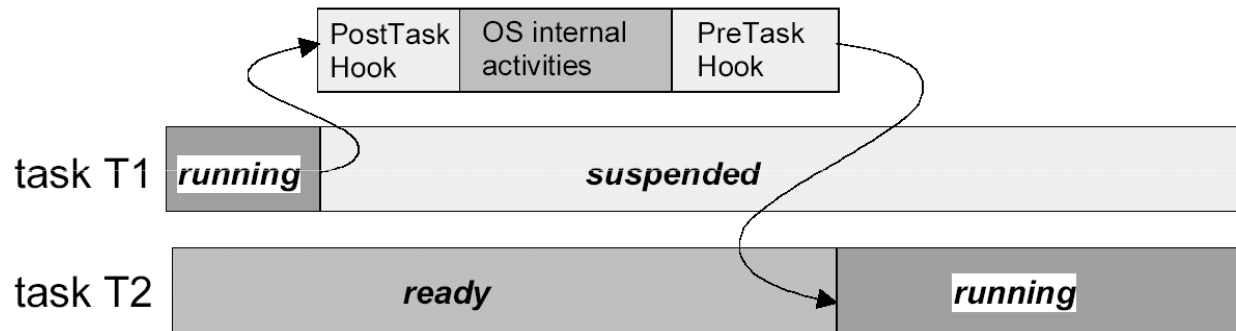 PostTask
Hook
OS internal
activities
PreTask
Hook
task T1
running
suspended
task T2
ready
running